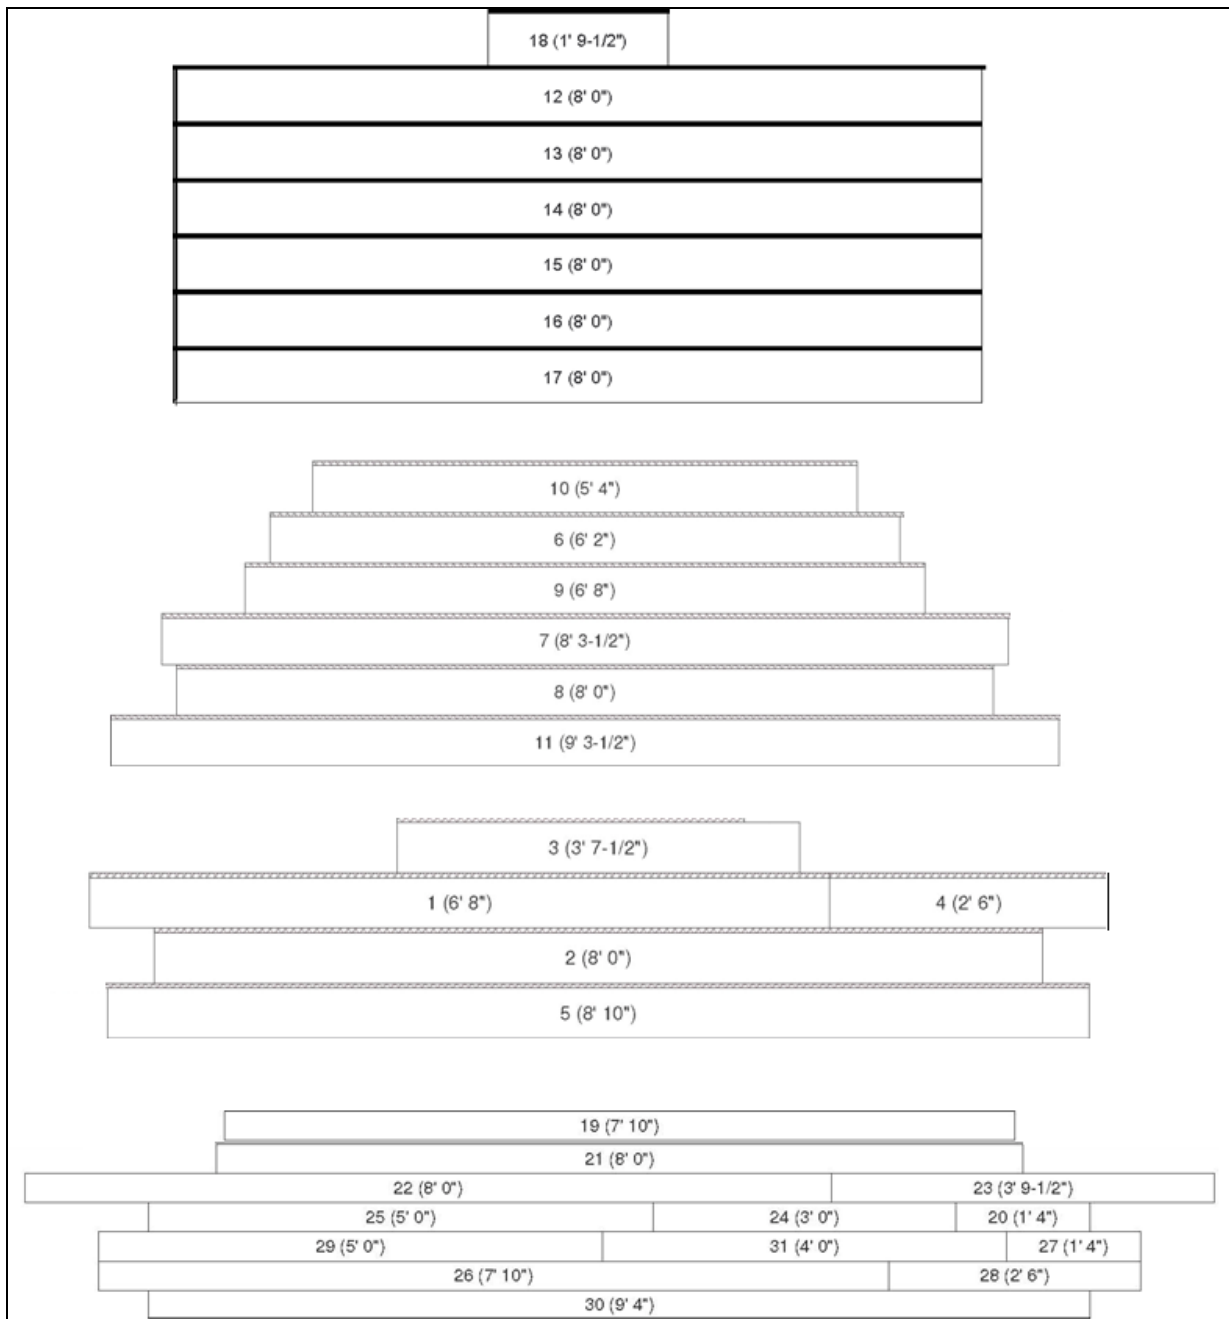 18 (1' 9-1/2")
12 (8' 0")
13 (8' 0")
14 (8' 0")
15 (8' 0")
16 (8' 0")
17 (8' 0")
10 (5' 4")
6 (6' 2")
9 (6' 8")
7 (8' 3-1/2")
8 (8' 0")
11 (9' 3-1/2")
3 (3' 7-1/2")
1 (6' 8") 4 (2' 6")
2 (8' 0")
5 (8' 10")
19 (7' 10")
21 (8' 0")
22 (8' 0") 23 (3' 9-1/2")
25 (5' 0") 24 (3' 0") 20 (1' 4")
29 (5' 0") 31 (4' 0") 27 (1' 4")
26 (7' 10") 28 (2' 6")
30 (9' 4")